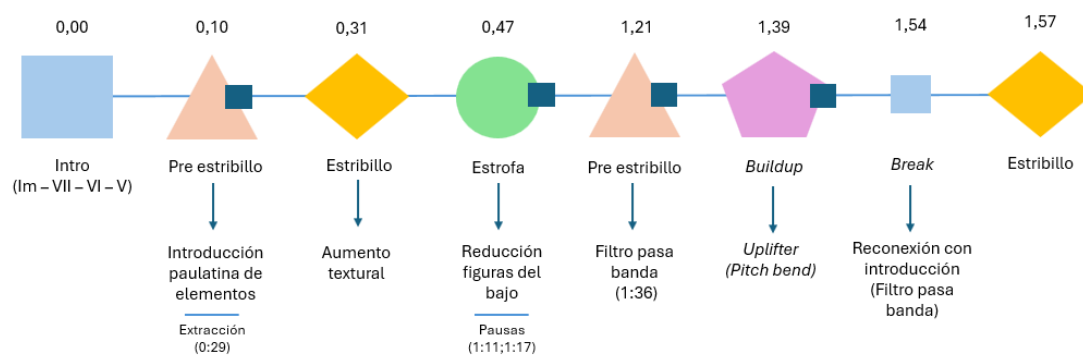 0,00
0,10
0,31
0,47
1,21
1,39
1,54
1,57
Intro
(Im – VII – VI – V)
Pre estribillo
Estribillo
Estrofa
Pre estribillo
Buildup
Break
Estribillo
Introducción
paulatina de
elementos
Extracción
(0:29)
Aumento
textural
Reducción
figuras del
bajo
Pausas
(1:11;1:17)
Filtro pasa
banda
(1:36)
Uplifter
(Pitch bend)
Reconexión con
introducción
(Filtro pasa
banda)